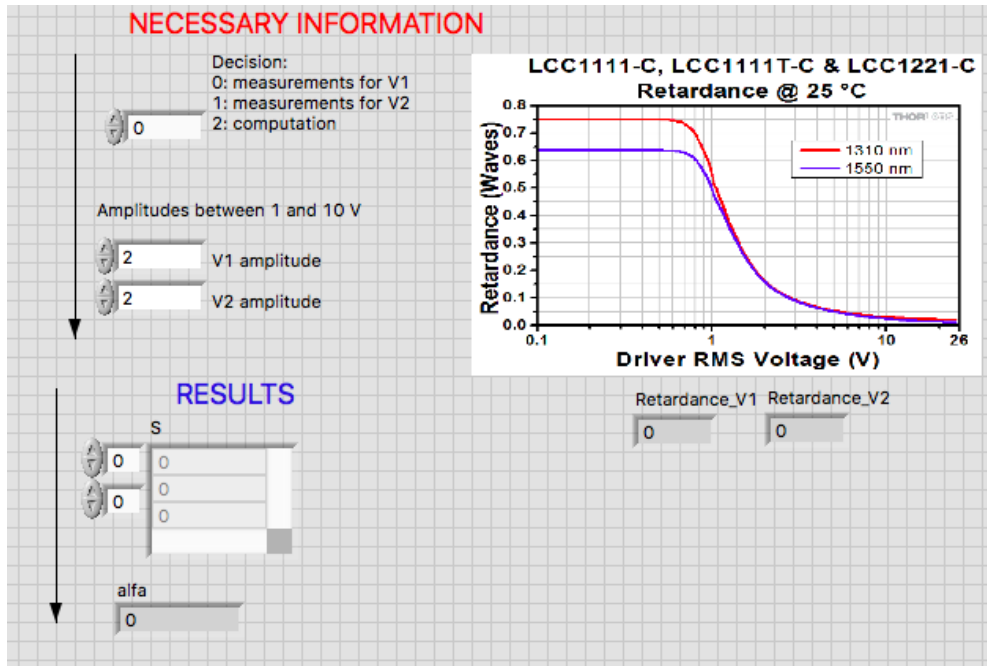 NECESSARY INFORMATION
Decision:
0: measurements for V1
1: measurements for V2
2: computation
0
Amplitudes between 1 and 10 V
2
V1 amplitude
2
V2 amplitude
LCC1111-C, LCC1111T-C & LCC1221-C
Retardance @ 25 °C
Retardance (Waves)
0.8
0.7
0.6
0.5
0.4
0.3
0.2
0.1
0.0
1310 nm
1550 nm
0.1
1
10
26
Driver RMS Voltage (V)
RESULTS
Retardance_V1
Retardance_V2
0
0
S
0
0
0
0
0
alfa
0